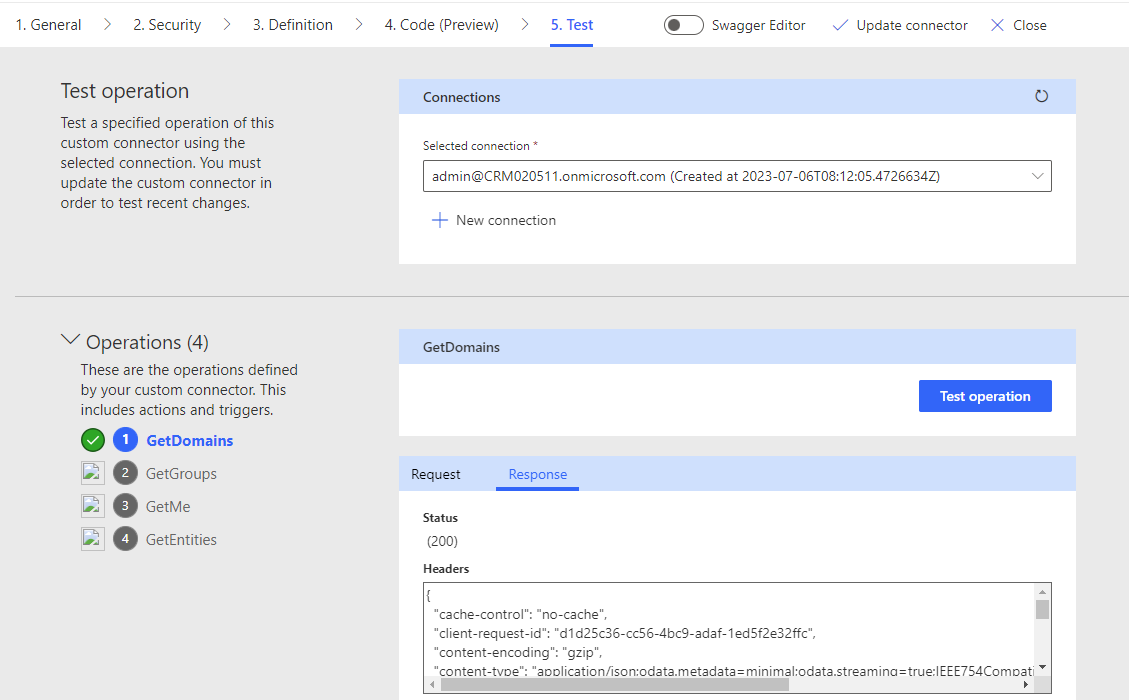 1. General > 2. Security > 3. Definition > 4. Code (Preview) > 5. Test Swagger Editor Update connector Close
Test operation
Test a specified operation of this
custom connector using the
selected connection. You must
update the custom connector in
order to test recent changes.
Connections
Selected connection *
admin@CRM020511.onmicrosoft.com (Created at 2023-07-06T08:12:05.4726634Z)
New connection
Operations (4)
These are the operations defined
by your custom connector. This
includes actions and triggers.
1 GetDomains
2 GetGroups
3 GetMe
4 GetEntities
GetDomains
Test operation
Request Response
Status
(200)
Headers
{
"cache-control": "no-cache",
"client-request-id": "d1d25c36-cc56-4bc9-adaf-1ed5f2e32ffc",
"content-encoding": "gzip",
"content-type": "application/json;odata.metadata=minimal;odata.streaming=true;IEEE754Compati